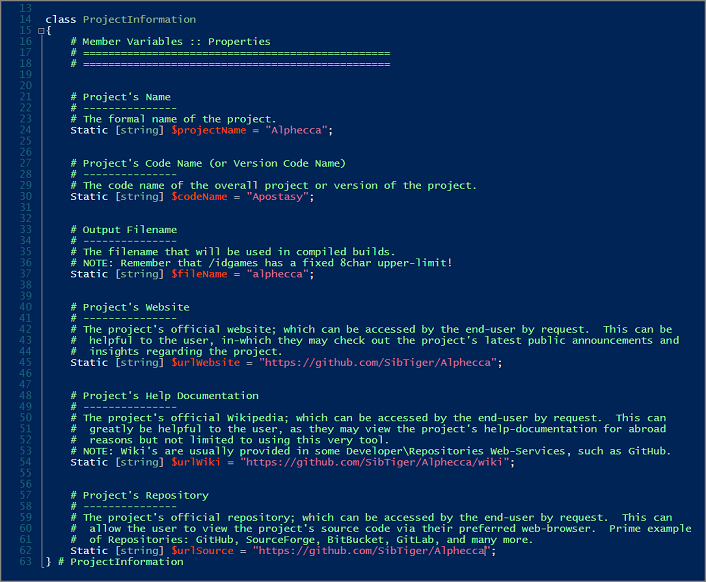 13
14 class ProjectInformation
15 {
16 # Member Variables :: Properties
17 # =================================================
18 # =================================================
19
20
21 # Project's Name
22 # ---------------
23 # The formal name of the project.
24 Static [string] $projectName = "Alphecca";
25
26
27 # Project's Code Name (or Version Code Name)
28 # ---------------
29 # The code name of the overall project or version of the project.
30 Static [string] $codeName = "Apostasy";
31
32
33 # Output Filename
34 # ---------------
35 # The filename that will be used in compiled builds.
36 # NOTE: Remember that /idgames has a fixed 8char upper-limit!
37 Static [string] $fileName = "alphecca";
38
39
40 # Project's Website
41 # ---------------
42 # The project's official website; which can be accessed by the end-user by request.  This can be
43 #  helpful to the user, in-which they may check out the project's latest public announcements and
44 #  insights regarding the project.
45 Static [string] $urlWebsite = "https://github.com/SibTiger/Alphecca";
46
47
48 # Project's Help Documentation
49 # ---------------
50 # The project's official Wikipedia; which can be accessed by the end-user by request.  This can
51 #  greatly be helpful to the user, as they may view the project's help-documentation for abroad
52 #  reasons but not limited to using this very tool.
53 # NOTE: Wiki's are usually provided in some Developer\Repositories Web-Services, such as GitHub.
54 Static [string] $urlWiki = "https://github.com/SibTiger/Alphecca/wiki";
55
56
57 # Project's Repository
58 # ---------------
59 # The project's official repository; which can be accessed by the end-user by request.  This can
60 #  allow the user to view the project's source code via their preferred web-browser.  Prime example
61 #  of Repositories: GitHub, SourceForge, BitBucket, GitLab, and many more.
62 Static [string] $urlSource = "https://github.com/SibTiger/Alphecca";
63 } # ProjectInformation